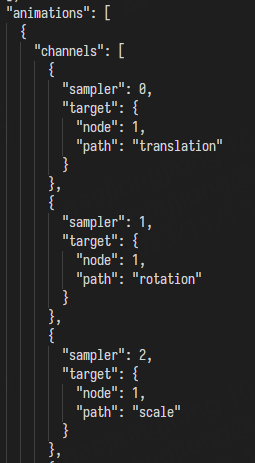 "animations": [
{
"channels": [
{
"sampler": 0,
"target": {
"node": 1,
"path": "translation"
}
},
{
"sampler": 1,
"target": {
"node": 1,
"path": "rotation"
}
},
{
"sampler": 2,
"target": {
"node": 1,
"path": "scale"
}
},